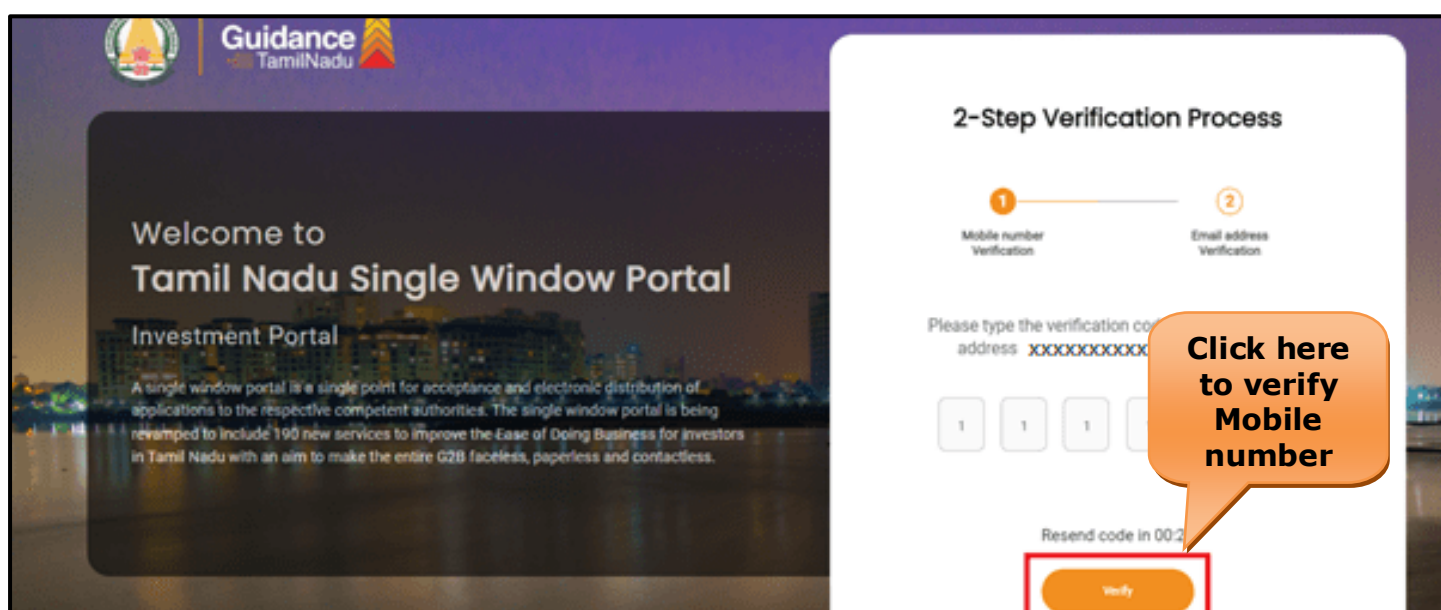 Guidance
TamilNadu
Welcome to
Tamil Nadu Single Window Portal
Investment Portal
A single window portal is a single point for acceptance and electronic distribution of
applications to the respective competent authorities. The single window portal is being
revamped to include 190 new services to improve the Ease of Doing Business for investors
in Tamil Nadu with an aim to make the entire G2B faceless, paperless and contactless.
2-Step Verification Process
1
2
Mobile number
Verification
Email address
Verification
Please type the verification
address XXXXXXXXXX
1 1 1
Click here
to verify
Mobile
number
Resend code in 00:2
Verify